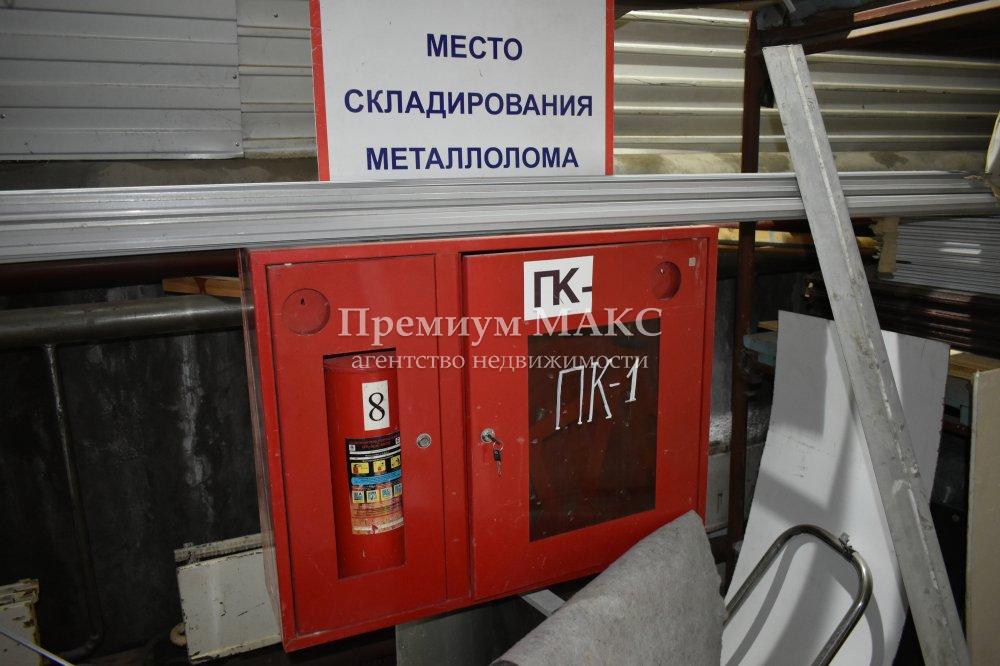 МЕСТО
СКЛАДИРОВАНИЯ
МЕТАЛЛОЛОМА
ПК-
Премиум МАКС
агентство недвижимости
ПК-1
8